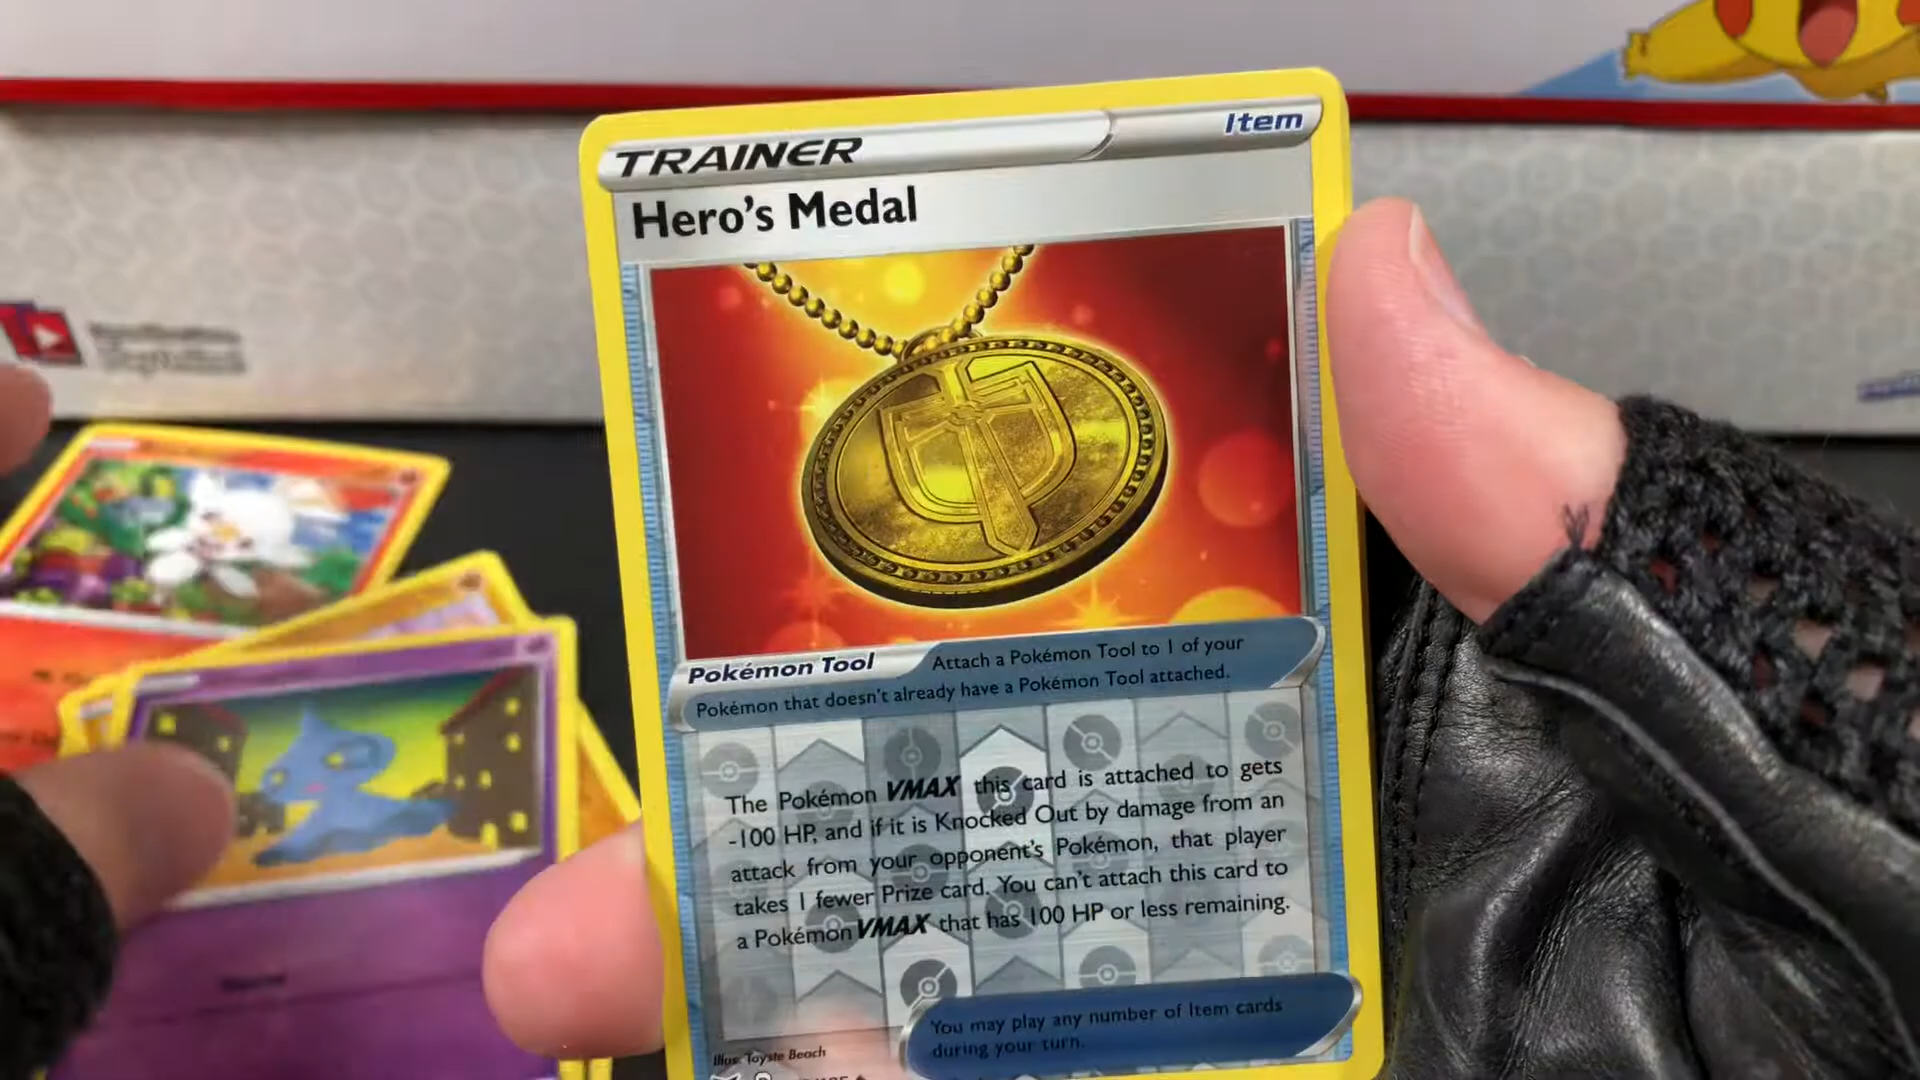 TRAINER
Item
Hero's Medal
Pokémon Tool
Attach a Pokémon Tool to 1 of your
Pokémon that doesn't already have a Pokémon Tool attached.
The Pokémon VMAX this card is attached to gets
-100 HP, and if it is Knocked Out by damage from an
attack from your opponent's Pokémon, that player
takes 1 fewer Prize card. You can't attach this card to
a Pokémon VMAX that has 100 HP or less remaining.
You may play any number of Item cards
during your turn.
Illus. Toyste Beach